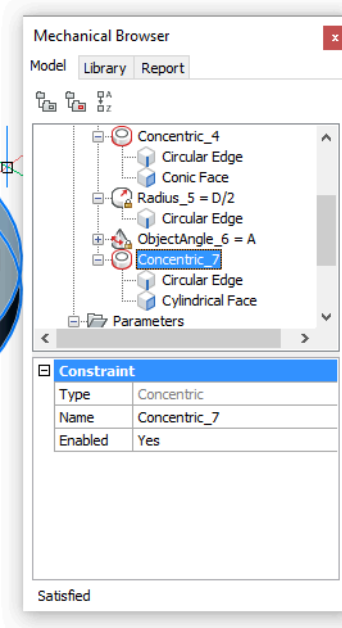 Mechanical Browser
x
Model Library Report
Concentric_4
Circular Edge
Conic Face
Radius_5 = D/2
Circular Edge
ObjectAngle_6 = A
Concentric_7
Circular Edge
Cylindrical Face
Parameters
Constraint
Type Concentric
Name Concentric_7
Enabled Yes
Satisfied